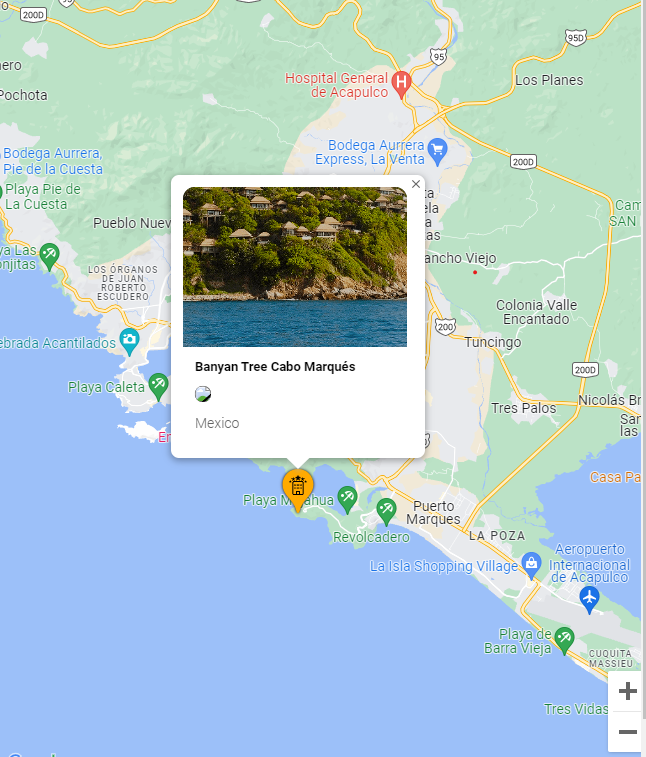 200D
95D
95
Los Planes
Hospital General
de Acapulco
nero
Pochota
Bodega Aurrera
Express, La Venta
200D
Bodega Aurrera,
Pie de la Cuesta
Playa Pie de
La Cuesta
Cam
SAN
Pueblo Nuev
ta
ela
as
ya Las
onjitas
LOS ÓRGANOS
DE JUAN
ROBERTO
ESCUDERO
ancho Viejo
Colonia Valle
Encantado
200
Tuncingo
ebrada Acantilados
Banyan Tree Cabo Marqués
Mexico
200D
Playa Caleta
Tres Palos
Nicolás Br
San
las
En
Casa Pa
Playa M
ahua
Puerto
Marques
Revolcadero
LA POZA
La Isla Shopping Village
Aeropuerto
Internacional
de Acapulco
Playa de
Barra Vieja
CUQUITA
MASSIEU
Tres Vidas